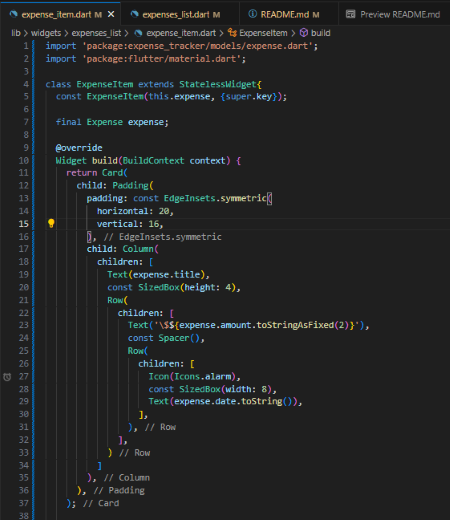 expense_item.dart M expenses_list.dart M README.md M Preview README.md
lib > widgets > expenses_list > expense_item.dart > ExpenseItem > build
1 import 'package:expense_tracker/models/expense.dart';
2 import 'package:flutter/material.dart';
3
4 class ExpenseItem extends StatelessWidget{
5 const ExpenseItem(this.expense, {super.key});
6
7 final Expense expense;
8
9 @override
10 Widget build(BuildContext context) {
11 return Card(
12 child: Padding(
13 padding: const EdgeInsets.symmetric(
14 horizontal: 20,
15 vertical: 16,
16 ), // EdgeInsets.symmetric
17 child: Column(
18 children: [
19 Text(expense.title),
20 const SizedBox(height: 4),
21 Row(
22 children: [
23 Text('\$${expense.amount.toStringAsFixed(2)}'),
24 const Spacer(),
25 Row(
26 children: [
27 Icon(Icons.alarm),
28 const SizedBox(width: 8),
29 Text(expense.date.toString()),
30 ],
31 ), // Row
32 ],
33 ) // Row
34 ]
35 ), // Column
36 ), // Padding
37 ); // Card
38